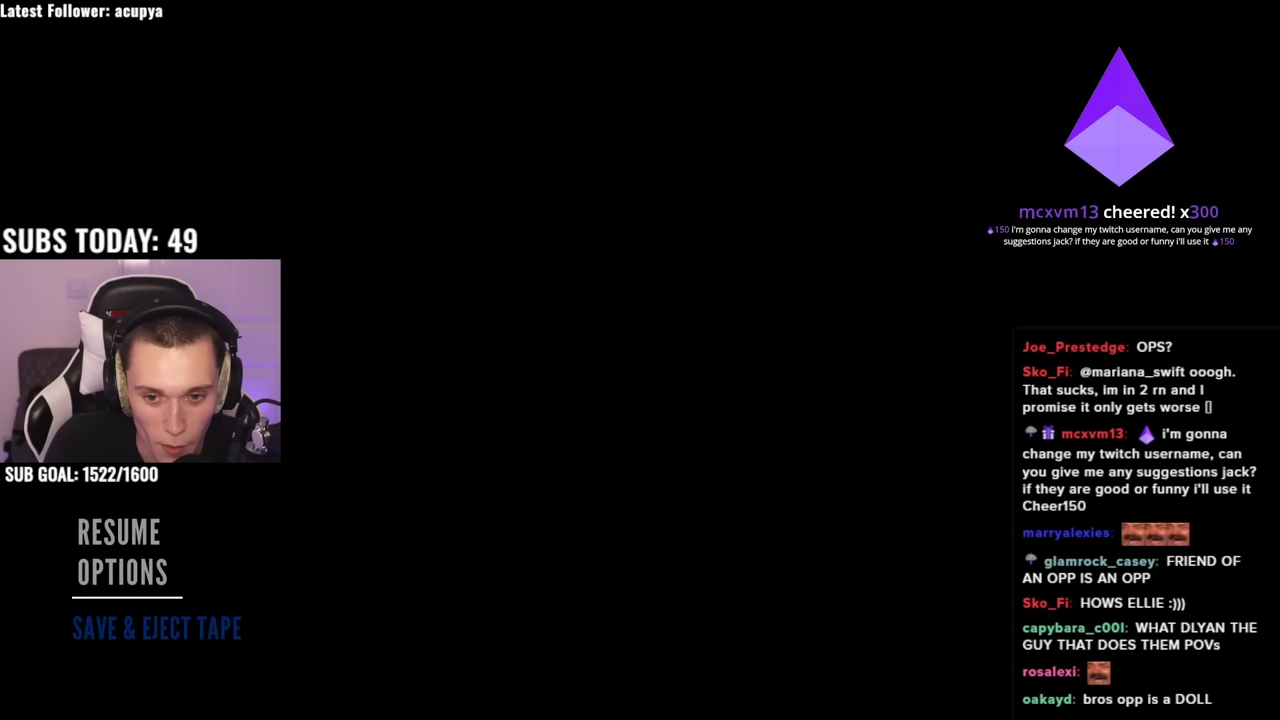 Latest Follower: acupya
mcxvm13 cheered! x300
150 i'm gonna change my twitch username, can you give me any
suggestions jack? if they are good or funny i'll use it 150
SUBS TODAY: 49
SUB GOAL: 1522/1600
RESUME
OPTIONS
SAVE & EJECT TAPE
Joe_Prestedge: OPS?
Sko_Fi: @mariana_swift ooogh.
That sucks, im in 2 rn and I
promise it only gets worse []
mcxvm13: i'm gonna
change my twitch username, can
you give me any suggestions jack?
if they are good or funny i'll use it
Cheer150
marryalexies:
glamrock_casey: FRIEND OF
AN OPP IS AN OPP
Sko_Fi: HOWS ELLIE :)))
capybara_c00l: WHAT DLYAN THE
GUY THAT DOES THEM POVs
rosalexi:
oakayd: bros opp is a DOLL